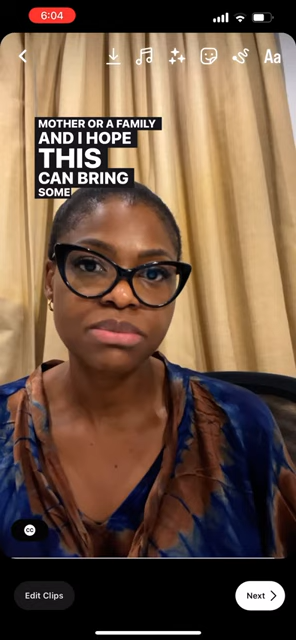 6:04
Aa
MOTHER OR A FAMILY
AND I HOPE
THIS
CAN BRING
SOME
CC
Edit Clips
Next